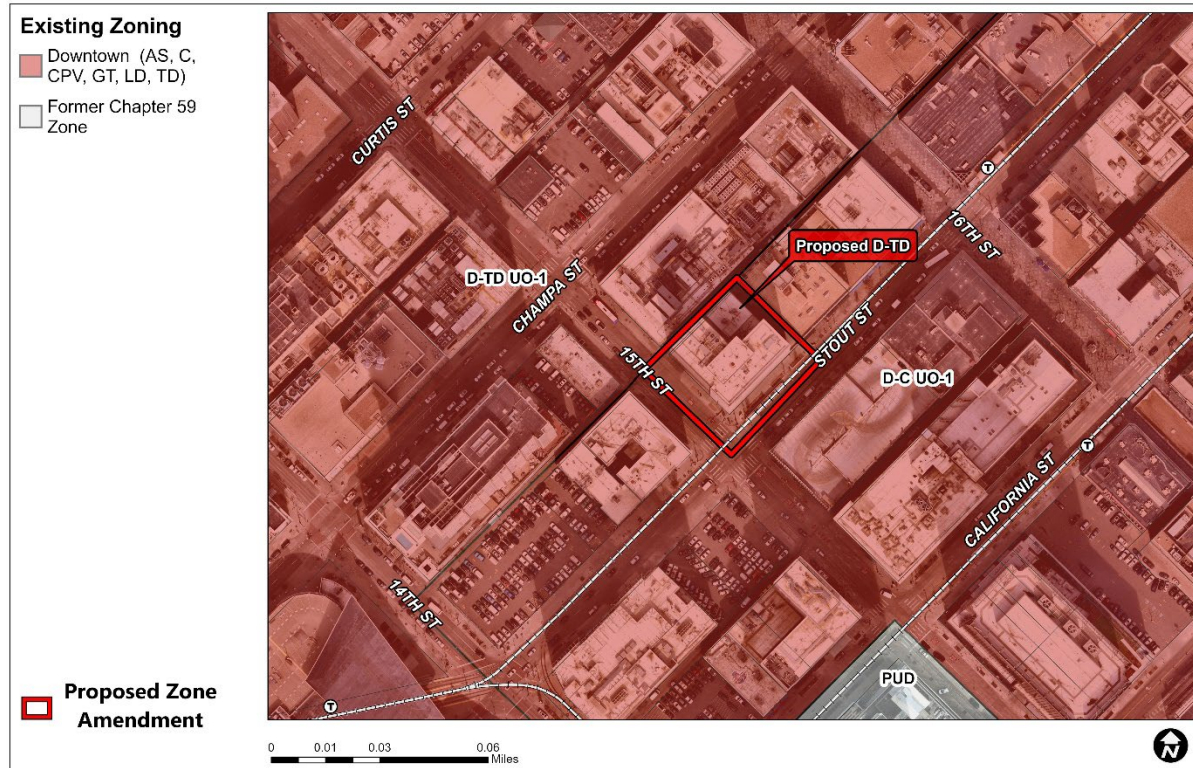 Existing Zoning
Downtown (AS, C,
CPV, GT, LD, TD)
Former Chapter 59
Zone
CURTIS ST
CHAMPA ST
D-TD UO-1
16TH ST
Proposed D-TD
STOUT ST
15TH ST
D-C UO-1
CALIFORNIA ST
14TH ST
PUD
T
T
T
Proposed Zone
Amendment
0 0.01 0.03 0.06
Miles
N